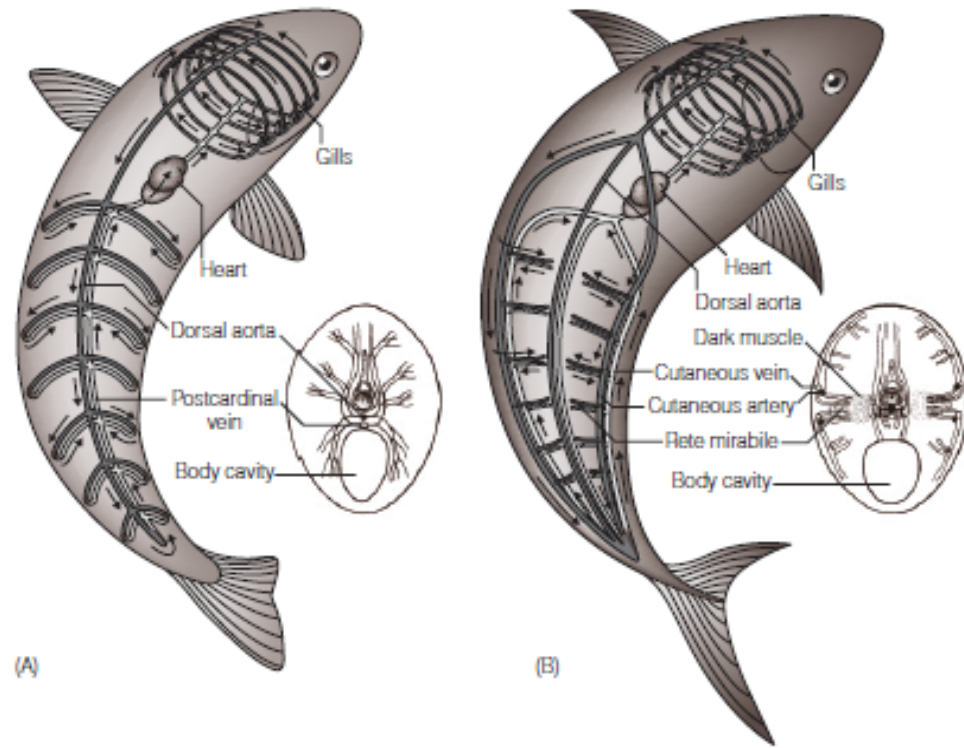 Gills
Heart
Dorsal aorta
Postcardinal
vein
Body cavity
(A)
Gills
Heart
Dorsal aorta
Dark muscle
Cutaneous vein
Cutaneous artery
Rete mirabile
Body cavity
(B)